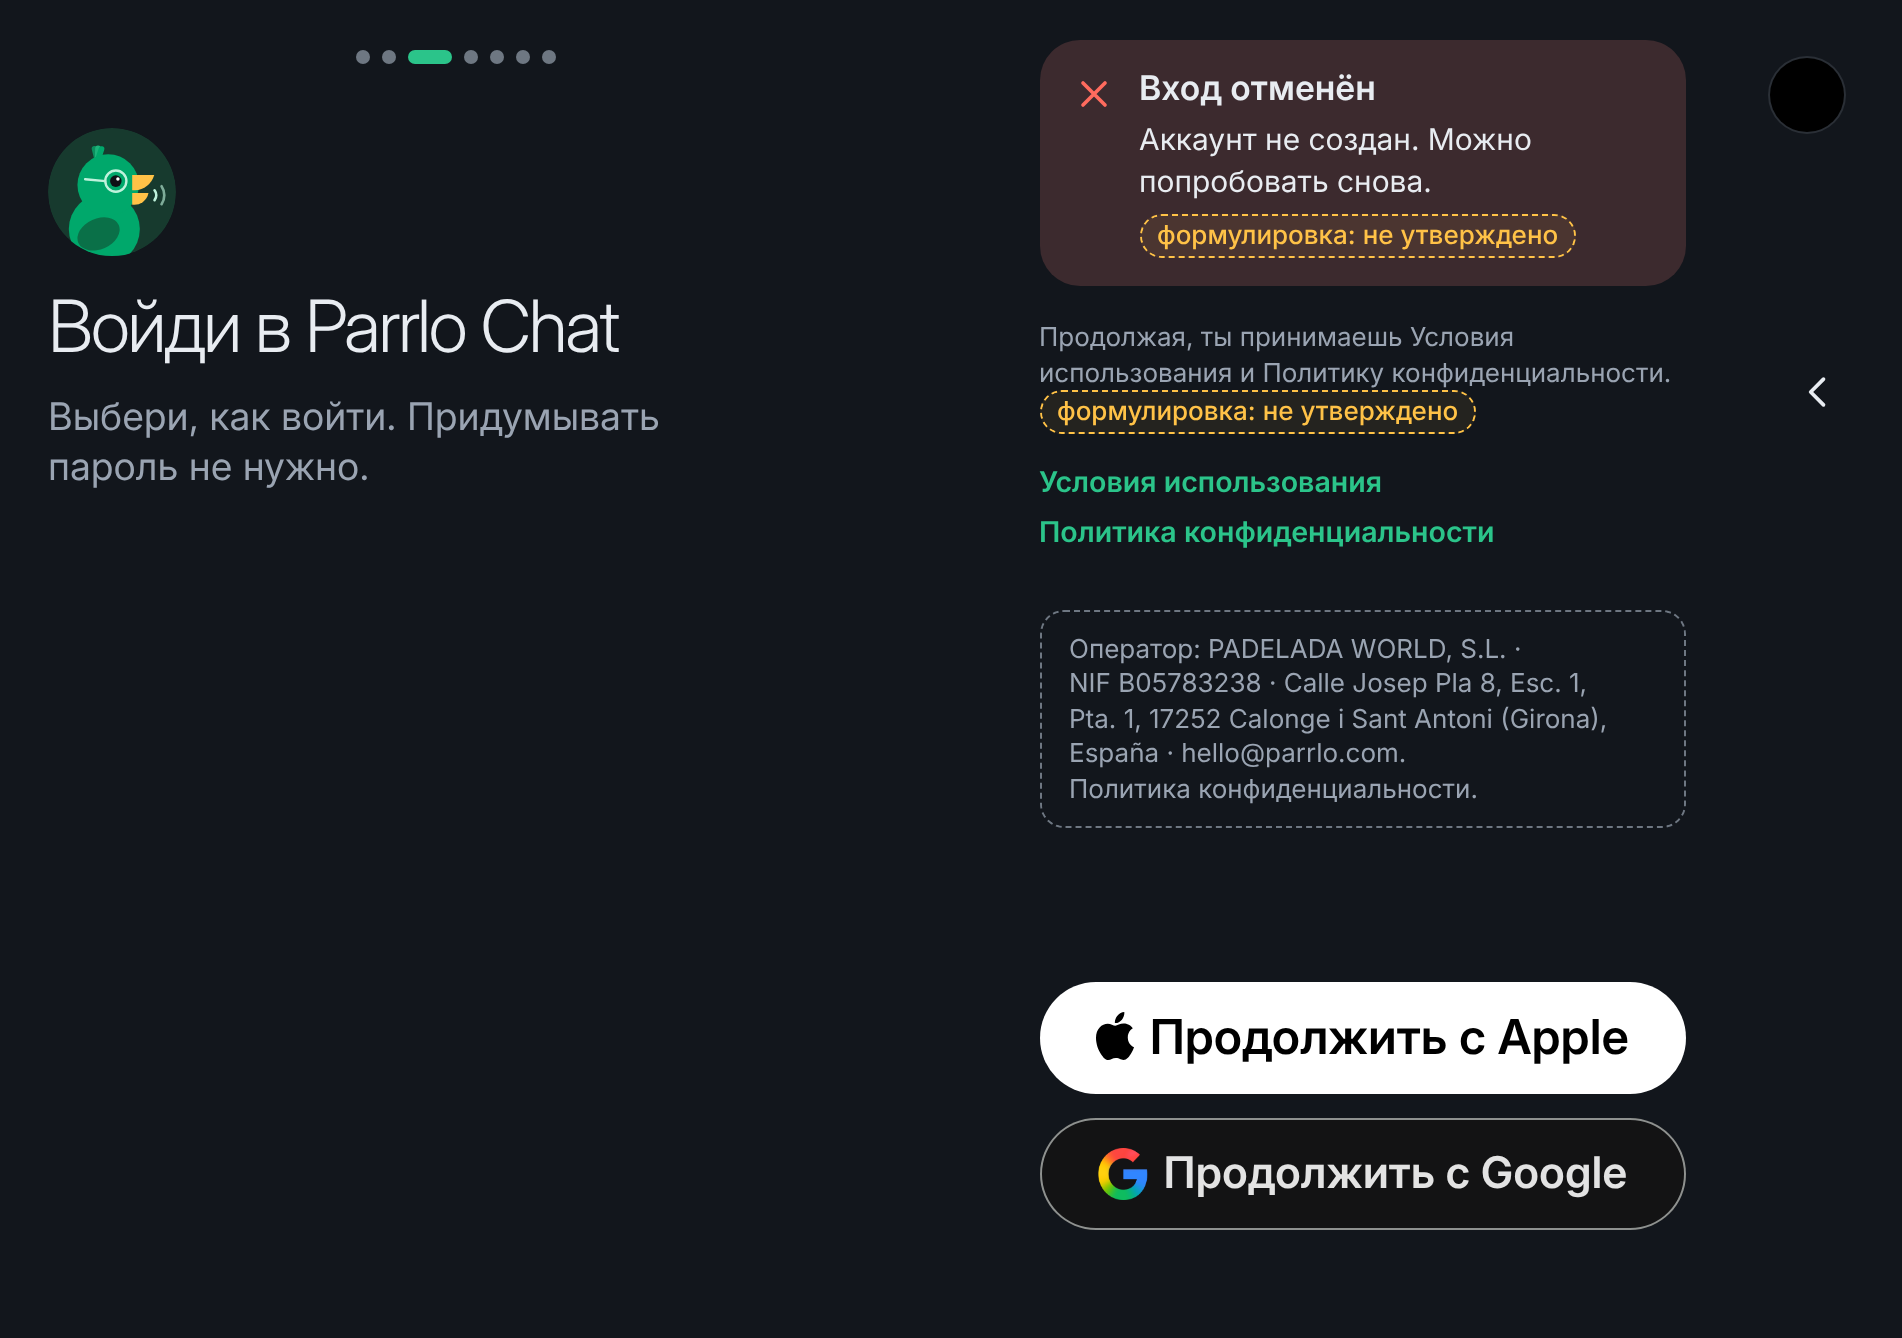 Войди в Parrlo Chat
Выбери, как войти. Придумывать
пароль не нужно.
Вход отменён
Аккаунт не создан. Можно
попробовать снова.
формулировка: не утверждено
Продолжая, ты принимаешь Условия
использования и Политику конфиденциальности.
формулировка: не утверждено
Условия использования
Политика конфиденциальности
Оператор: PADELADA WORLD, S.L. ·
NIF B05783238 · Calle Josep Pla 8, Esc. 1,
Pta. 1, 17252 Calonge i Sant Antoni (Girona),
España · hello@parrlo.com.
Политика конфиденциальности.
Продолжить с Apple
Продолжить с Google